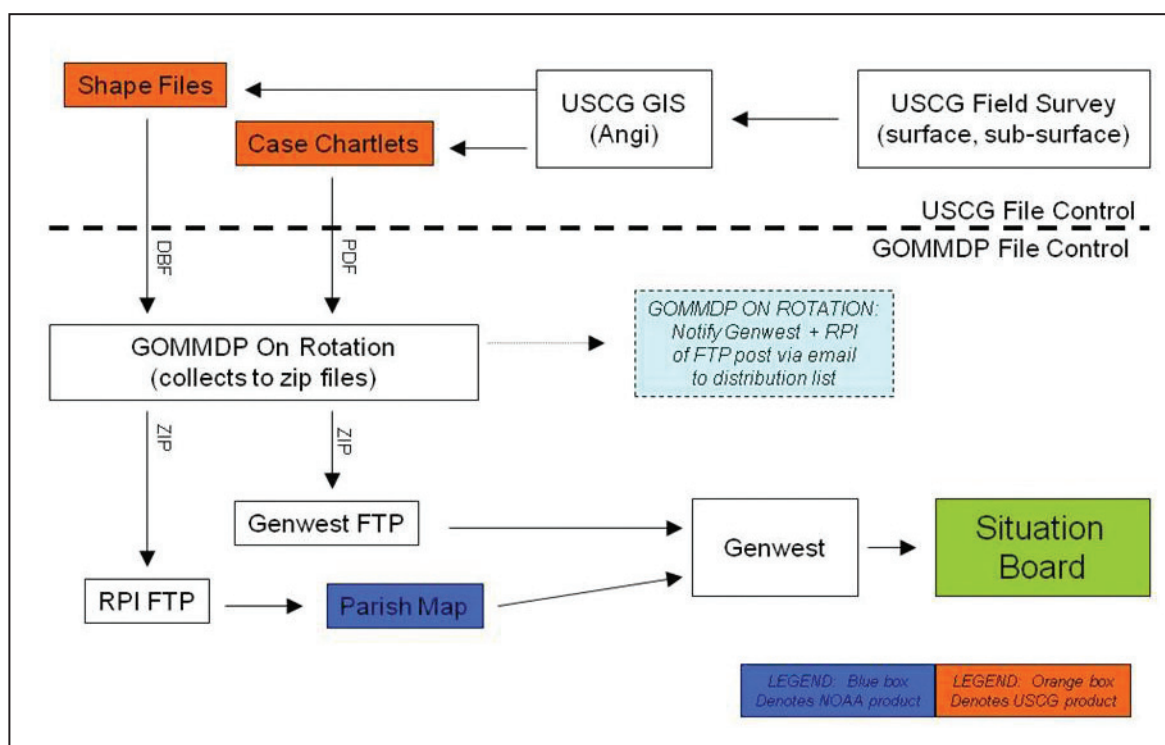 Shape Files
USCG GIS
(Angi)
USCG Field Survey
(surface, sub-surface)
Case Chartlets
USCG File Control
GOMMDP File Control
DBF
PDF
GOMMDP On Rotation
(collects to zip files)
GOMMDP ON ROTATION:
Notify Genwest + RPI
of FTP post via email
to distribution list
ZIP
ZIP
Genwest FTP
Genwest
Situation
Board
RPI FTP
Parish Map
LEGEND: Blue box
Denotes NOAA product
LEGEND: Orange box
Denotes USCG product